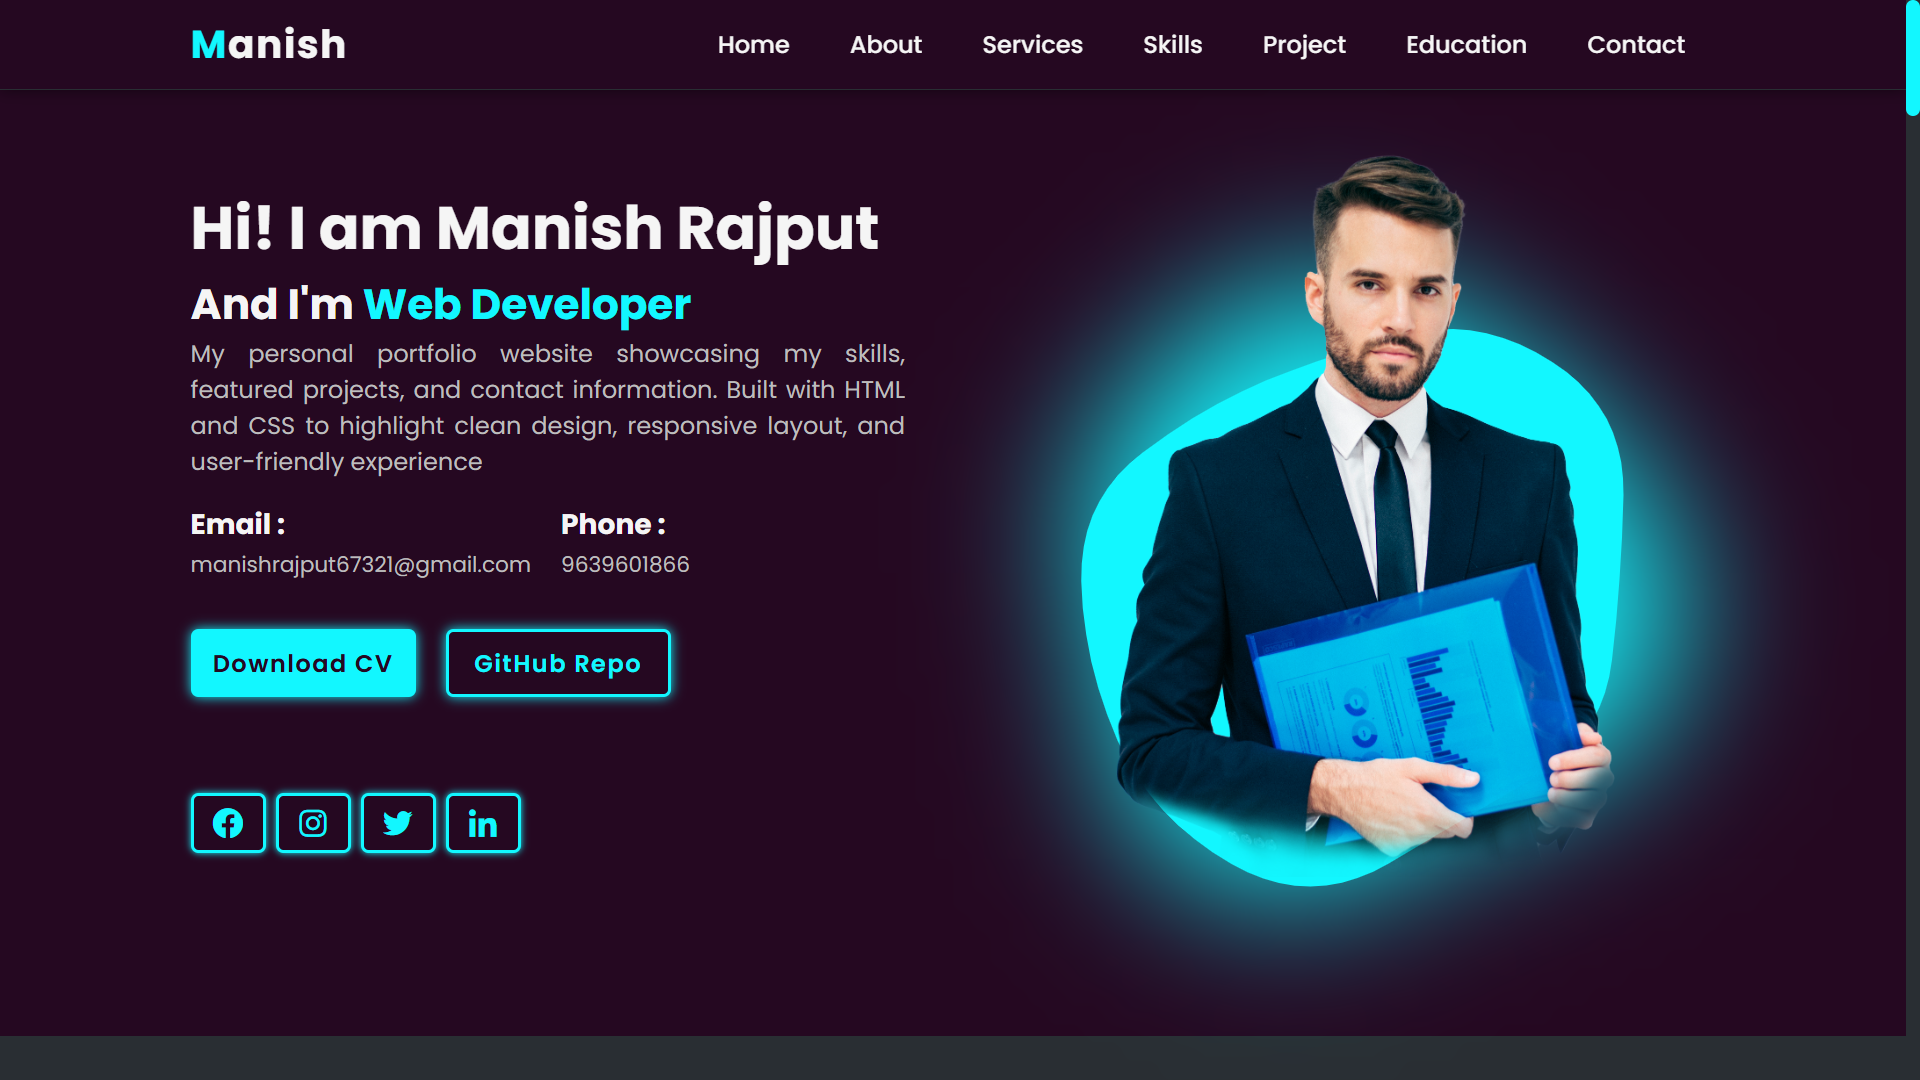 Manish
Home About Services Skills Project Education Contact
Hi! I am Manish Rajput
And I'm Web Developer
My personal portfolio website showcasing my skills,
featured projects, and contact information. Built with HTML
and CSS to highlight clean design, responsive layout, and
user-friendly experience
Email :
manishrajput67321@gmail.com
Phone :
9639601866
Download CV
GitHub Repo